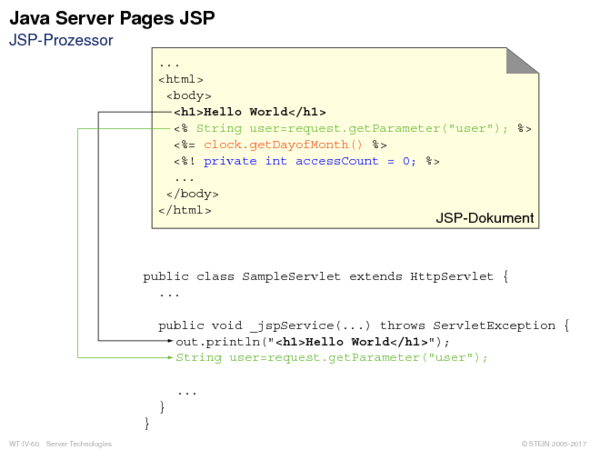 Java Server Pages JSP
JSP-Prozessor
...
<html>
<body>
<h1>Hello World</h1>
<% String user=request.getParameter("user"); %>
<%= clock.getDayofMonth() %>
<%! private int accessCount = 0; %>
...
</body>
</html>
JSP-Dokument
public class SampleServlet extends HttpServlet {
...
public void _jspService(...) throws ServletException {
out.println("<h1>Hello World</h1>");
String user=request.getParameter("user");
...
}
}
WT:IV-60 Server Technologies
© STEIN 2005-2017